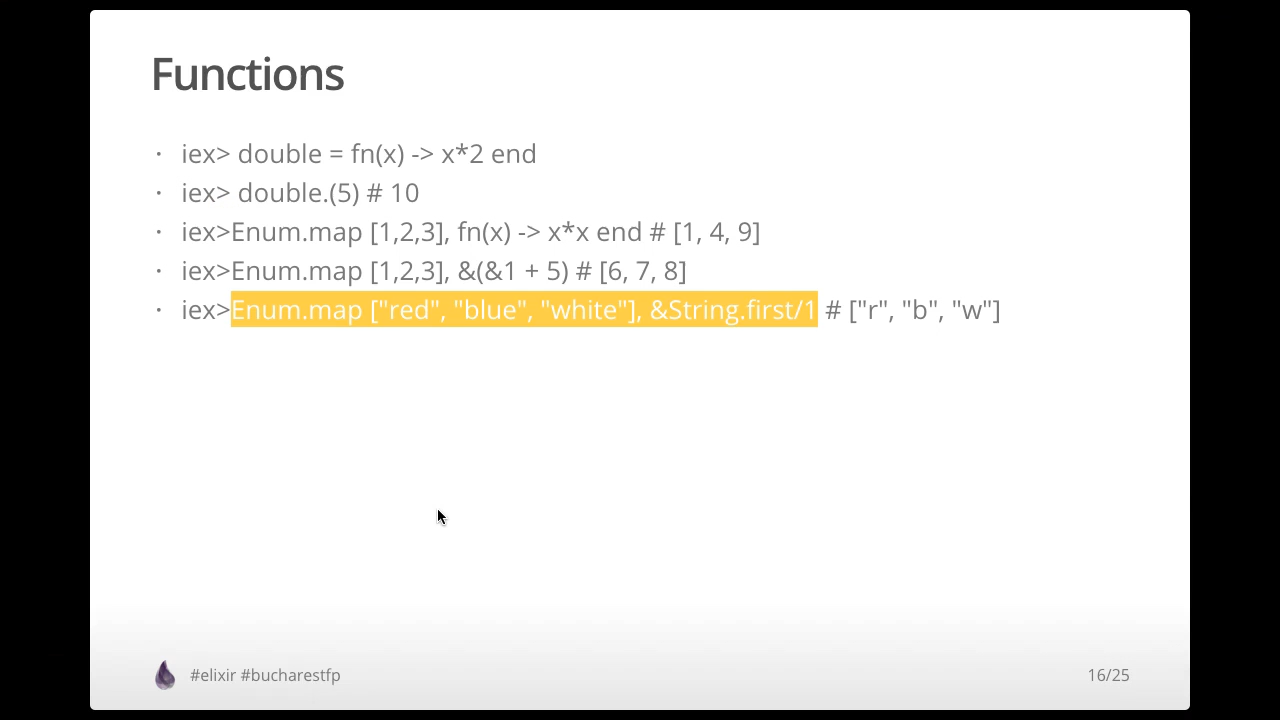 Functions
· iex> double = fn(x) -> x*2 end
· iex> double.(5) # 10
· iex>Enum.map [1,2,3], fn(x) -> x*x end # [1, 4, 9]
· iex>Enum.map [1,2,3], &(&1 + 5) # [6, 7, 8]
· iex>Enum.map ["red", "blue", "white"], &String.first/1 # ["r", "b", "w"]
#elixir #bucharestfp
16/25